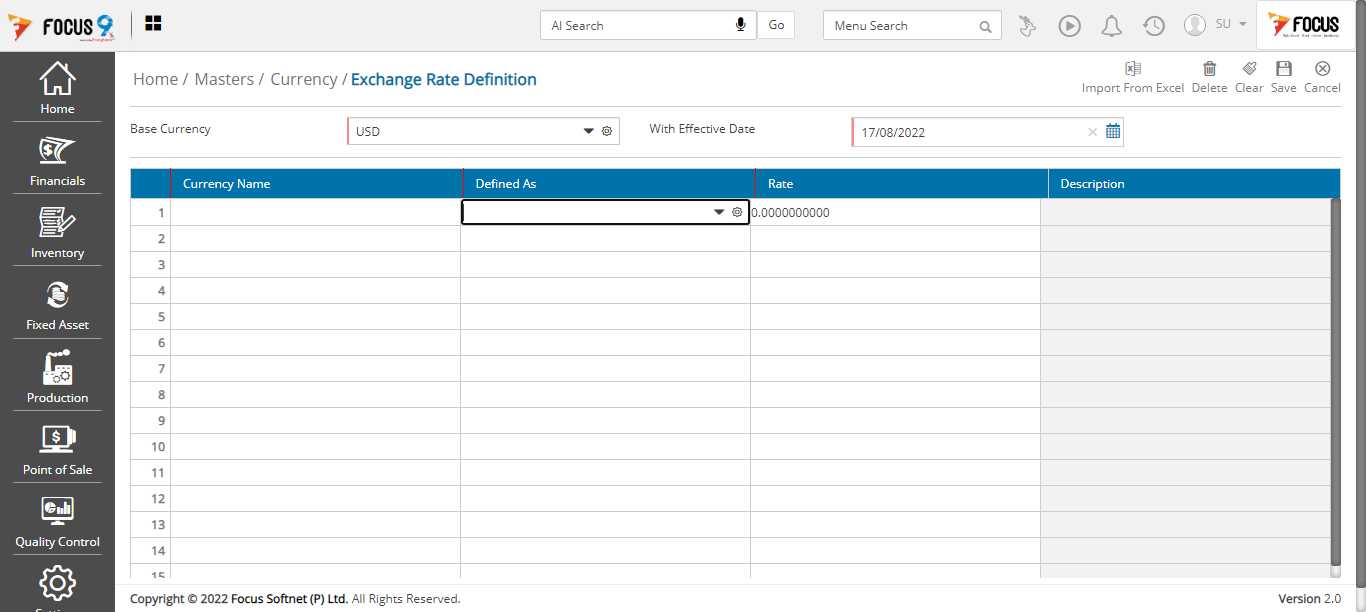 FOCUS 9
AI Search
Go
Menu Search
SU
FOCUS
Home
Financials
Inventory
Fixed Asset
Production
Point of Sale
Quality Control
Home / Masters / Currency / Exchange Rate Definition
Import From Excel Delete Clear Save Cancel
Base Currency
USD
With Effective Date
17/08/2022
Currency Name Defined As Rate Description
1 0.0000000000
2
3
4
5
6
7
8
9
10
11
12
13
14
15
Copyright © 2022 Focus Softnet (P) Ltd. All Rights Reserved.
Version 2.0